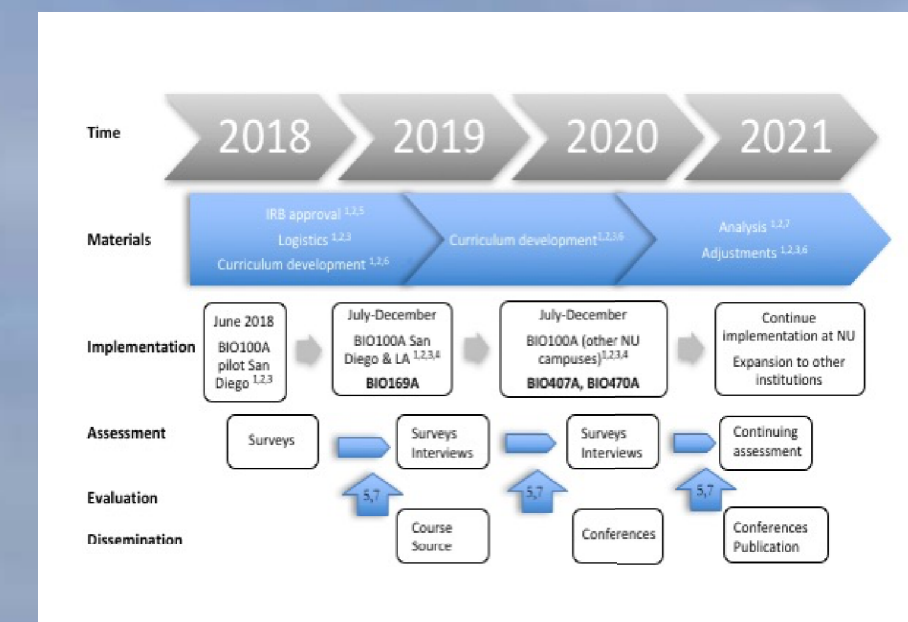 Time
2018
2019
2020
2021
Materials
IRB approval 1,2,5
Logistics 1,2,3
Curriculum development 1,2,6
Curriculum development1,2,3,6
Analysis 1,2,7
Adjustments 1,2,3,6
Implementation
June 2018
BIO100A
pilot San
Diego 1,2,3
July-December
BIO100A San
Diego & LA 1,2,3,4
BIO169A
July-December
BIO100A (other NU
campuses)1,2,3,4
BIO407A, BIO470A
Continue
implementation at NU
Expansion to other
institutions
Assessment
Surveys
Surveys
Interviews
Surveys
Interviews
Continuing
assessment
Evaluation
5,7
5,7
5,7
Dissemination
Course
Source
Conferences
Conferences
Publication